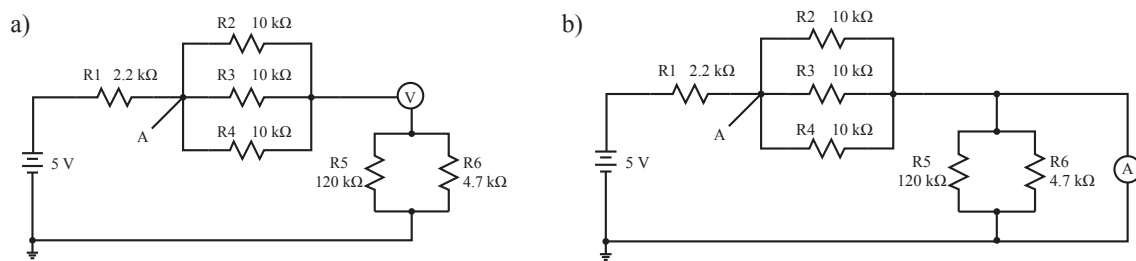 a)
R2 10 kΩ
R1 2.2 kΩ
R3 10 kΩ
V
A
R4 10 kΩ
5 V
R5
120 kΩ
R6
4.7 kΩ
b)
R2 10 kΩ
R1 2.2 kΩ
R3 10 kΩ
A
R4 10 kΩ
5 V
R5
120 kΩ
R6
4.7 kΩ
A